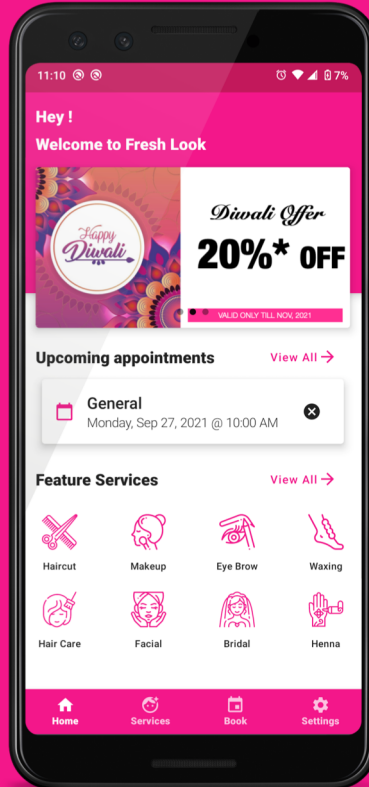 11:10
7%
Hey !
Welcome to Fresh Look
Happy
Diwali
Diwali Offer
20%* OFF
VALID ONLY TILL NOV, 2021
Upcoming appointments
View All
General
Monday, Sep 27, 2021 @ 10:00 AM
Feature Services
View All
Haircut
Makeup
Eye Brow
Waxing
Hair Care
Facial
Bridal
Henna
Home
Services
Book
Settings